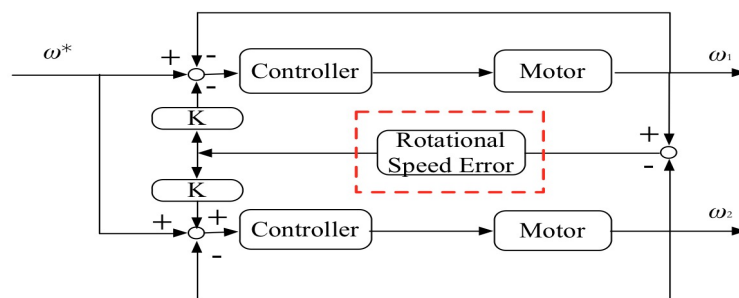 ω*
+
-
-
Controller
Motor
ω₁
K
Rotational
Speed Error
+
-
K
+
+
-
Controller
Motor
ω₂